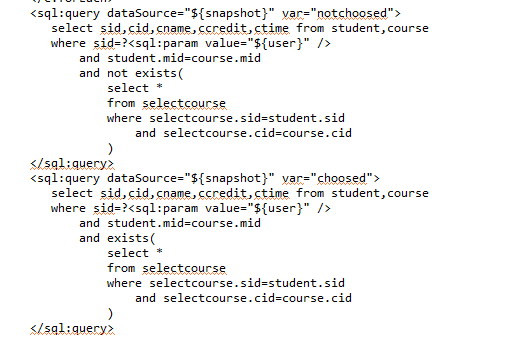 <sql:query dataSource="${snapshot}" var="notchoosed">
select sid,cid,cname,ccredit,ctime from student,course
where sid=?<sql:param value="${user}" />
and student.mid=course.mid
and not exists(
select *
from selectcourse
where selectcourse.sid=student.sid
and selectcourse.cid=course.cid
)
</sql:query>
<sql:query dataSource="${snapshot}" var="choosed">
select sid,cid,cname,ccredit,ctime from student,course
where sid=?<sql:param value="${user}" />
and student.mid=course.mid
and exists(
select *
from selectcourse
where selectcourse.sid=student.sid
and selectcourse.cid=course.cid
)
</sql:query>